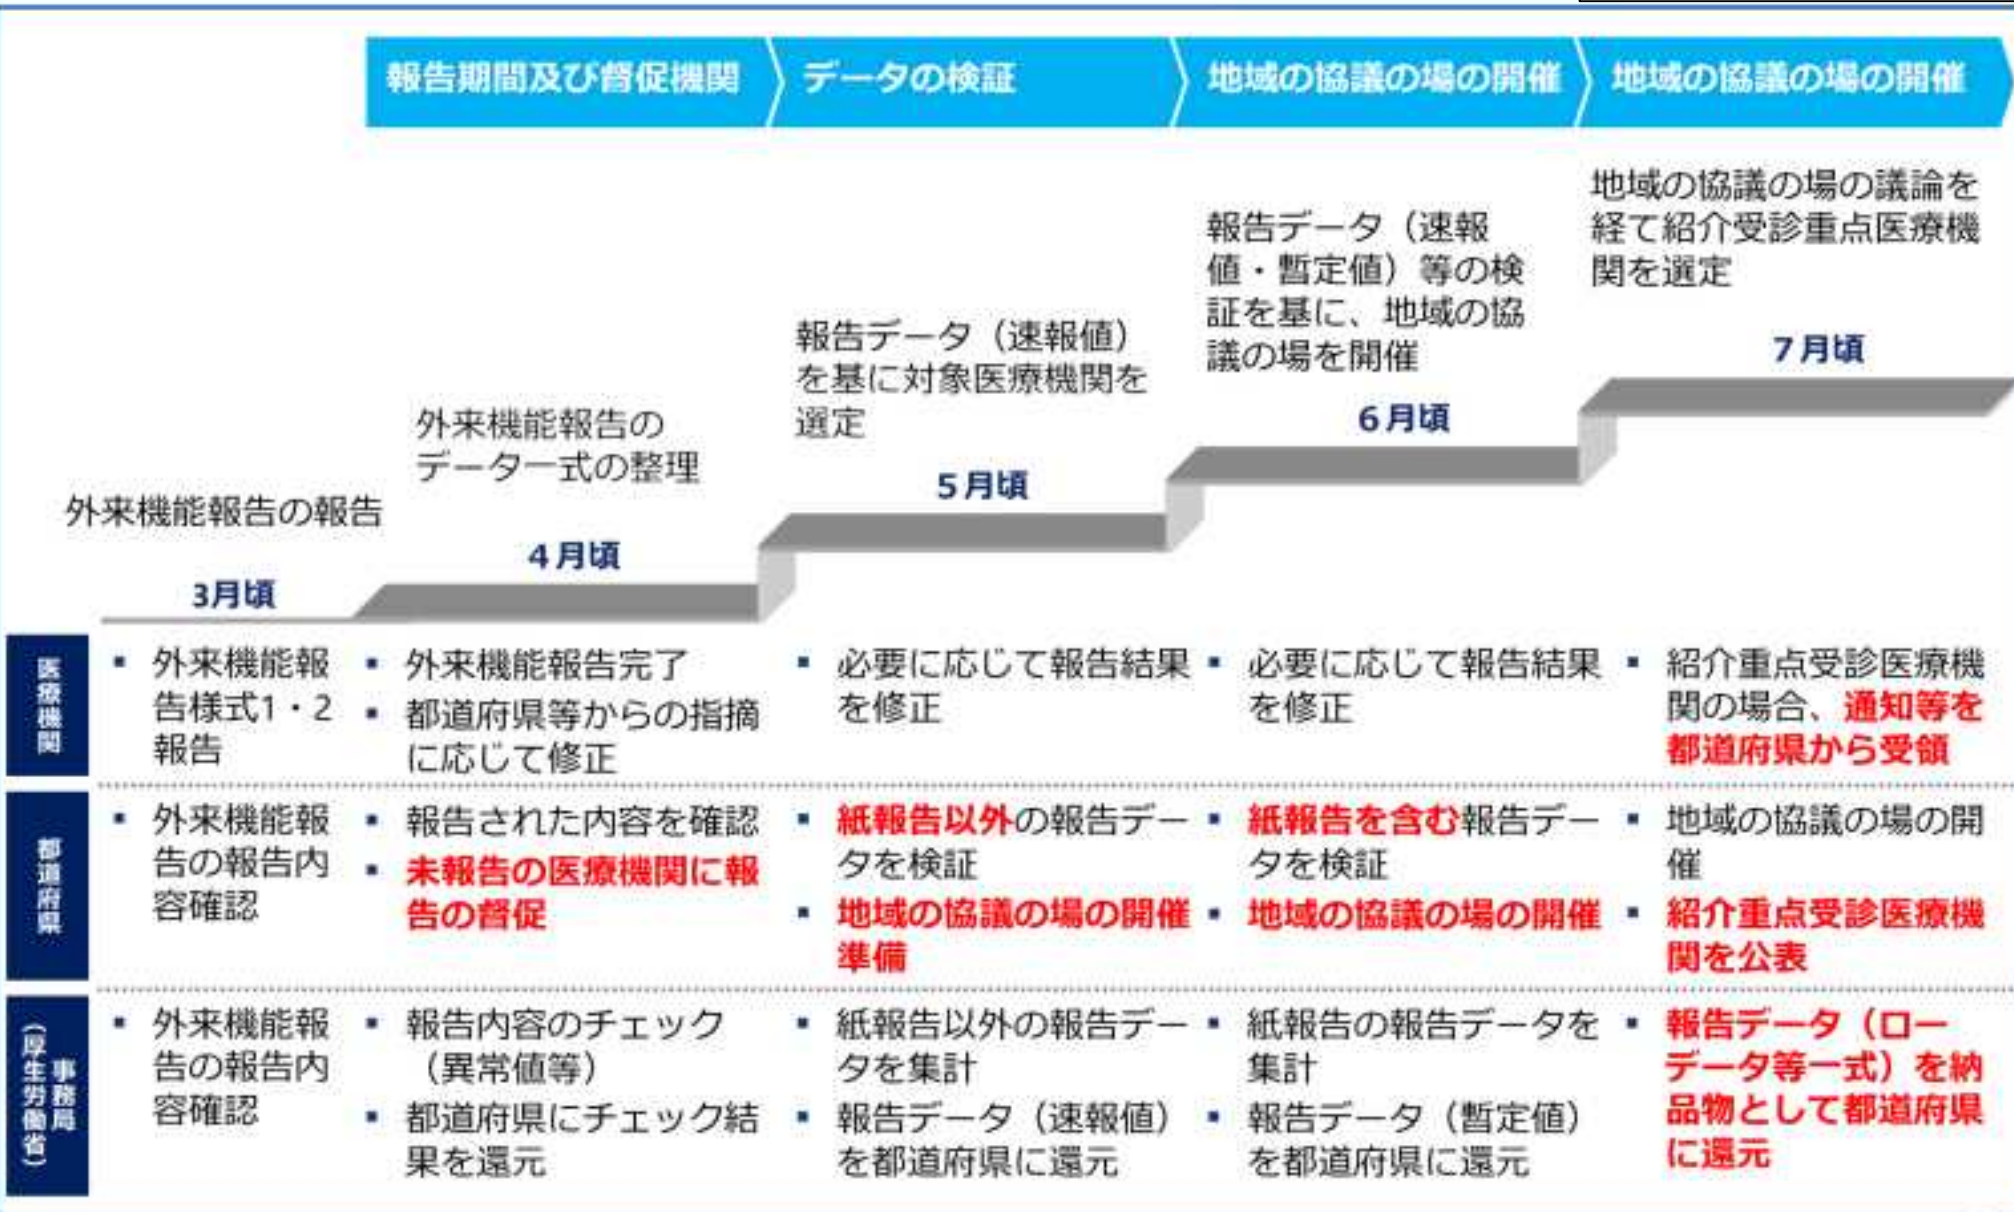 報告期間及び督促機関
データの検証
地域の協議の場の開催
地域の協議の場の開催
外来機能報告の報告
3月頃
外来機能報告の
データ一式の整理
4月頃
報告データ（速報値）
を基に対象医療機関を
選定
5月頃
報告データ（速報
値・暫定値）等の検
証を基に、地域の協
議の場を開催
6月頃
地域の協議の場の議論を
経て紹介受診重点医療機
関を選定
7月頃
医療機関
▪ 外来機能報
告様式1・2
報告
▪ 外来機能報告完了
▪ 都道府県等からの指摘
に応じて修正
▪ 必要に応じて報告結果
を修正
▪ 必要に応じて報告結果
を修正
▪ 紹介重点受診医療機
関の場合、通知等を
都道府県から受領
都道府県
▪ 外来機能報
告の報告内
容確認
▪ 報告された内容を確認
▪ 未報告の医療機関に報
告の督促
▪ 紙報告以外の報告デー
タを検証
▪ 地域の協議の場の開催
準備
▪ 紙報告を含む報告デー
タを検証
▪ 地域の協議の場の開催
▪ 地域の協議の場の開
催
▪ 紹介重点受診医療機
関を公表
事務局
（厚生労働省）
▪ 外来機能報
告の報告内
容確認
▪ 報告内容のチェック
（異常値等）
▪ 都道府県にチェック結
果を還元
▪ 紙報告以外の報告デー
タを集計
▪ 報告データ（速報値）
を都道府県に還元
▪ 紙報告の報告データを
集計
▪ 報告データ（暫定値）
を都道府県に還元
▪ 報告データ（ロー
データ等一式）を納
品物として都道府県
に還元